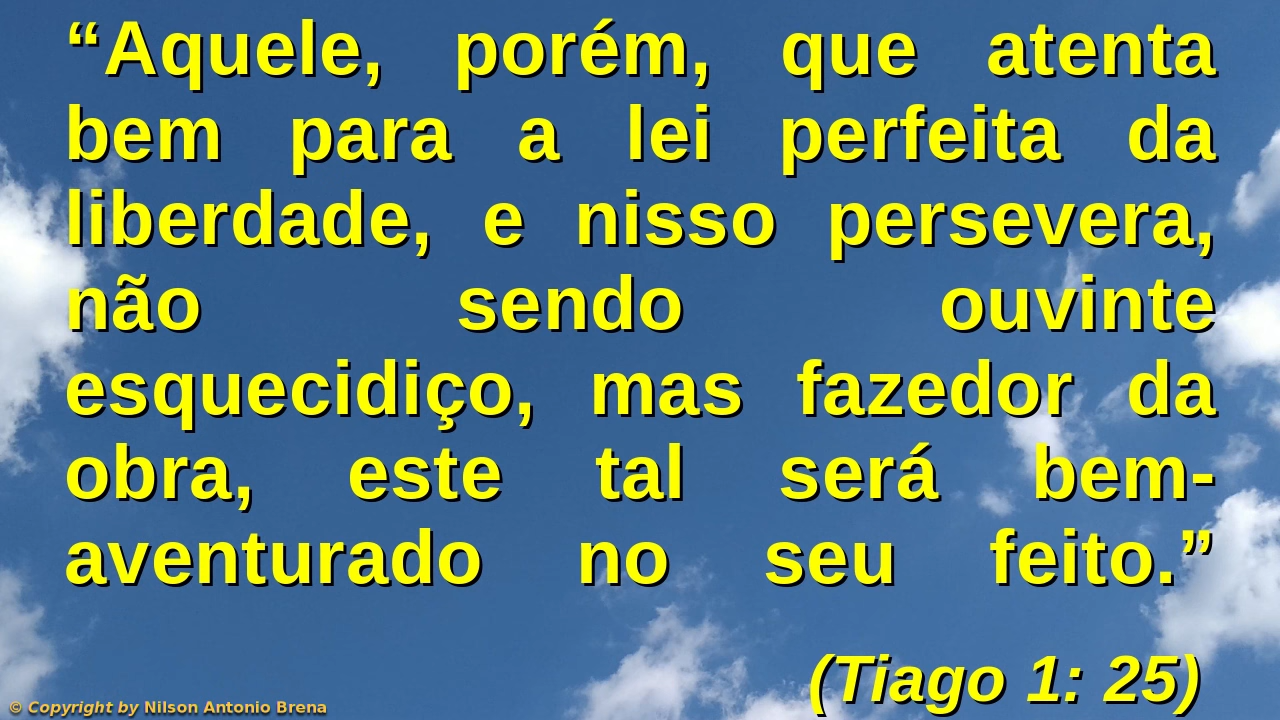 “Aquele, porém, que atenta
bem para a lei perfeita da
liberdade, e nisso persevera,
não sendo ouvinte
esquecidiço, mas fazedor da
obra, este tal será bem-
aventurado no seu feito.”
(Tiago 1: 25)
© Copyright by Nilson Antonio Brena